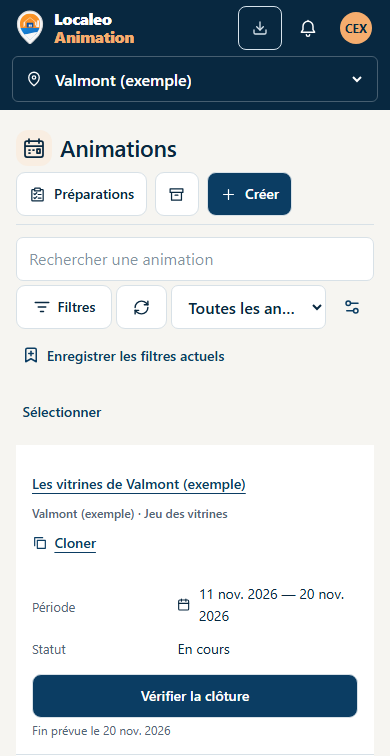 Localeo
Animation
CEX
Valmont (exemple)
Animations
Préparations
Créer
Rechercher une animation
Filtres
Toutes les an...
Enregistrer les filtres actuels
Sélectionner
Les vitrines de Valmont (exemple)
Valmont (exemple) · Jeu des vitrines
Cloner
Période
11 nov. 2026 — 20 nov.
2026
Statut
En cours
Vérifier la clôture
Fin prévue le 20 nov. 2026